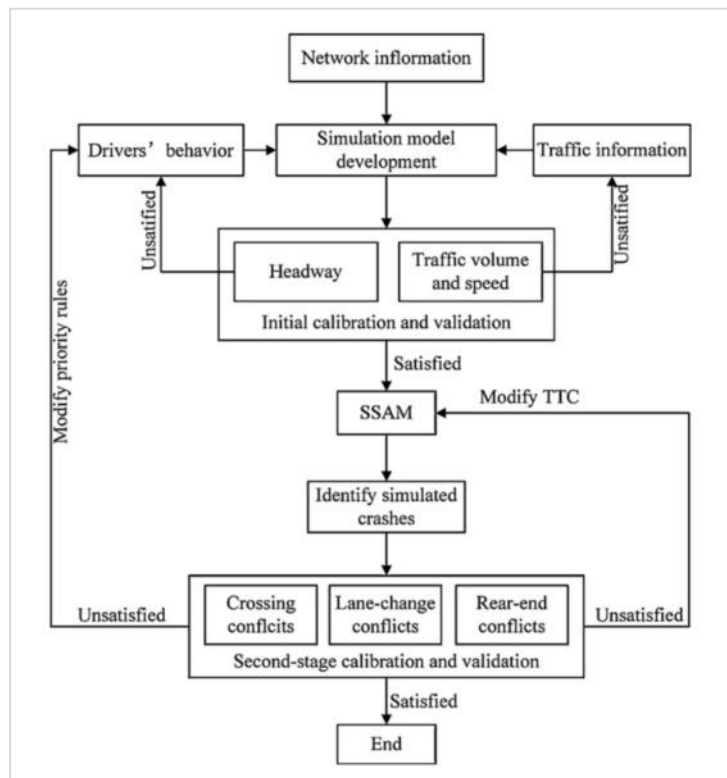 Network inflormation
Drivers' behavior
Simulation model
development
Traffic information
Unsatified
Unsatified
Headway
Traffic volume
and speed
Initial calibration and validation
Modify priority rules
Satisfied
SSAM
Modify TTC
Identify simulated
crashes
Unsatisfied
Crossing
conflcits
Lane-change
conflicts
Rear-end
conflicts
Unsatisfied
Second-stage calibration and validation
Satisfied
End